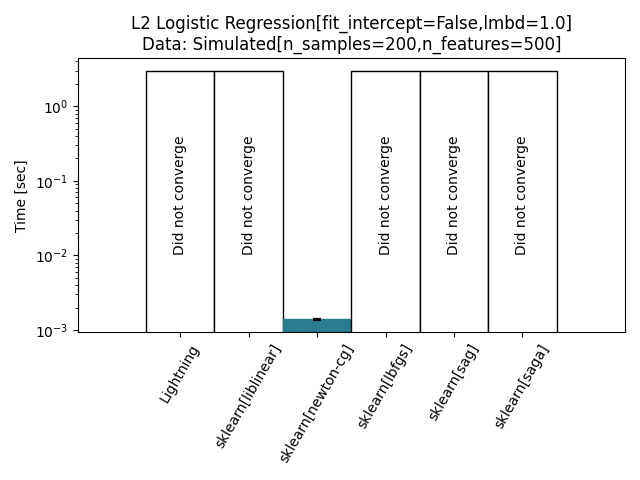 L2 Logistic Regression[fit_intercept=False,lmbd=1.0]
Data: Simulated[n_samples=200,n_features=500]
Time [sec]
10⁰
10⁻¹
10⁻²
10⁻³
Did not converge
Did not converge
Did not converge
Did not converge
Did not converge
Lightning
sklearn[liblinear]
sklearn[newton-cg]
sklearn[lbfgs]
sklearn[sag]
sklearn[saga]